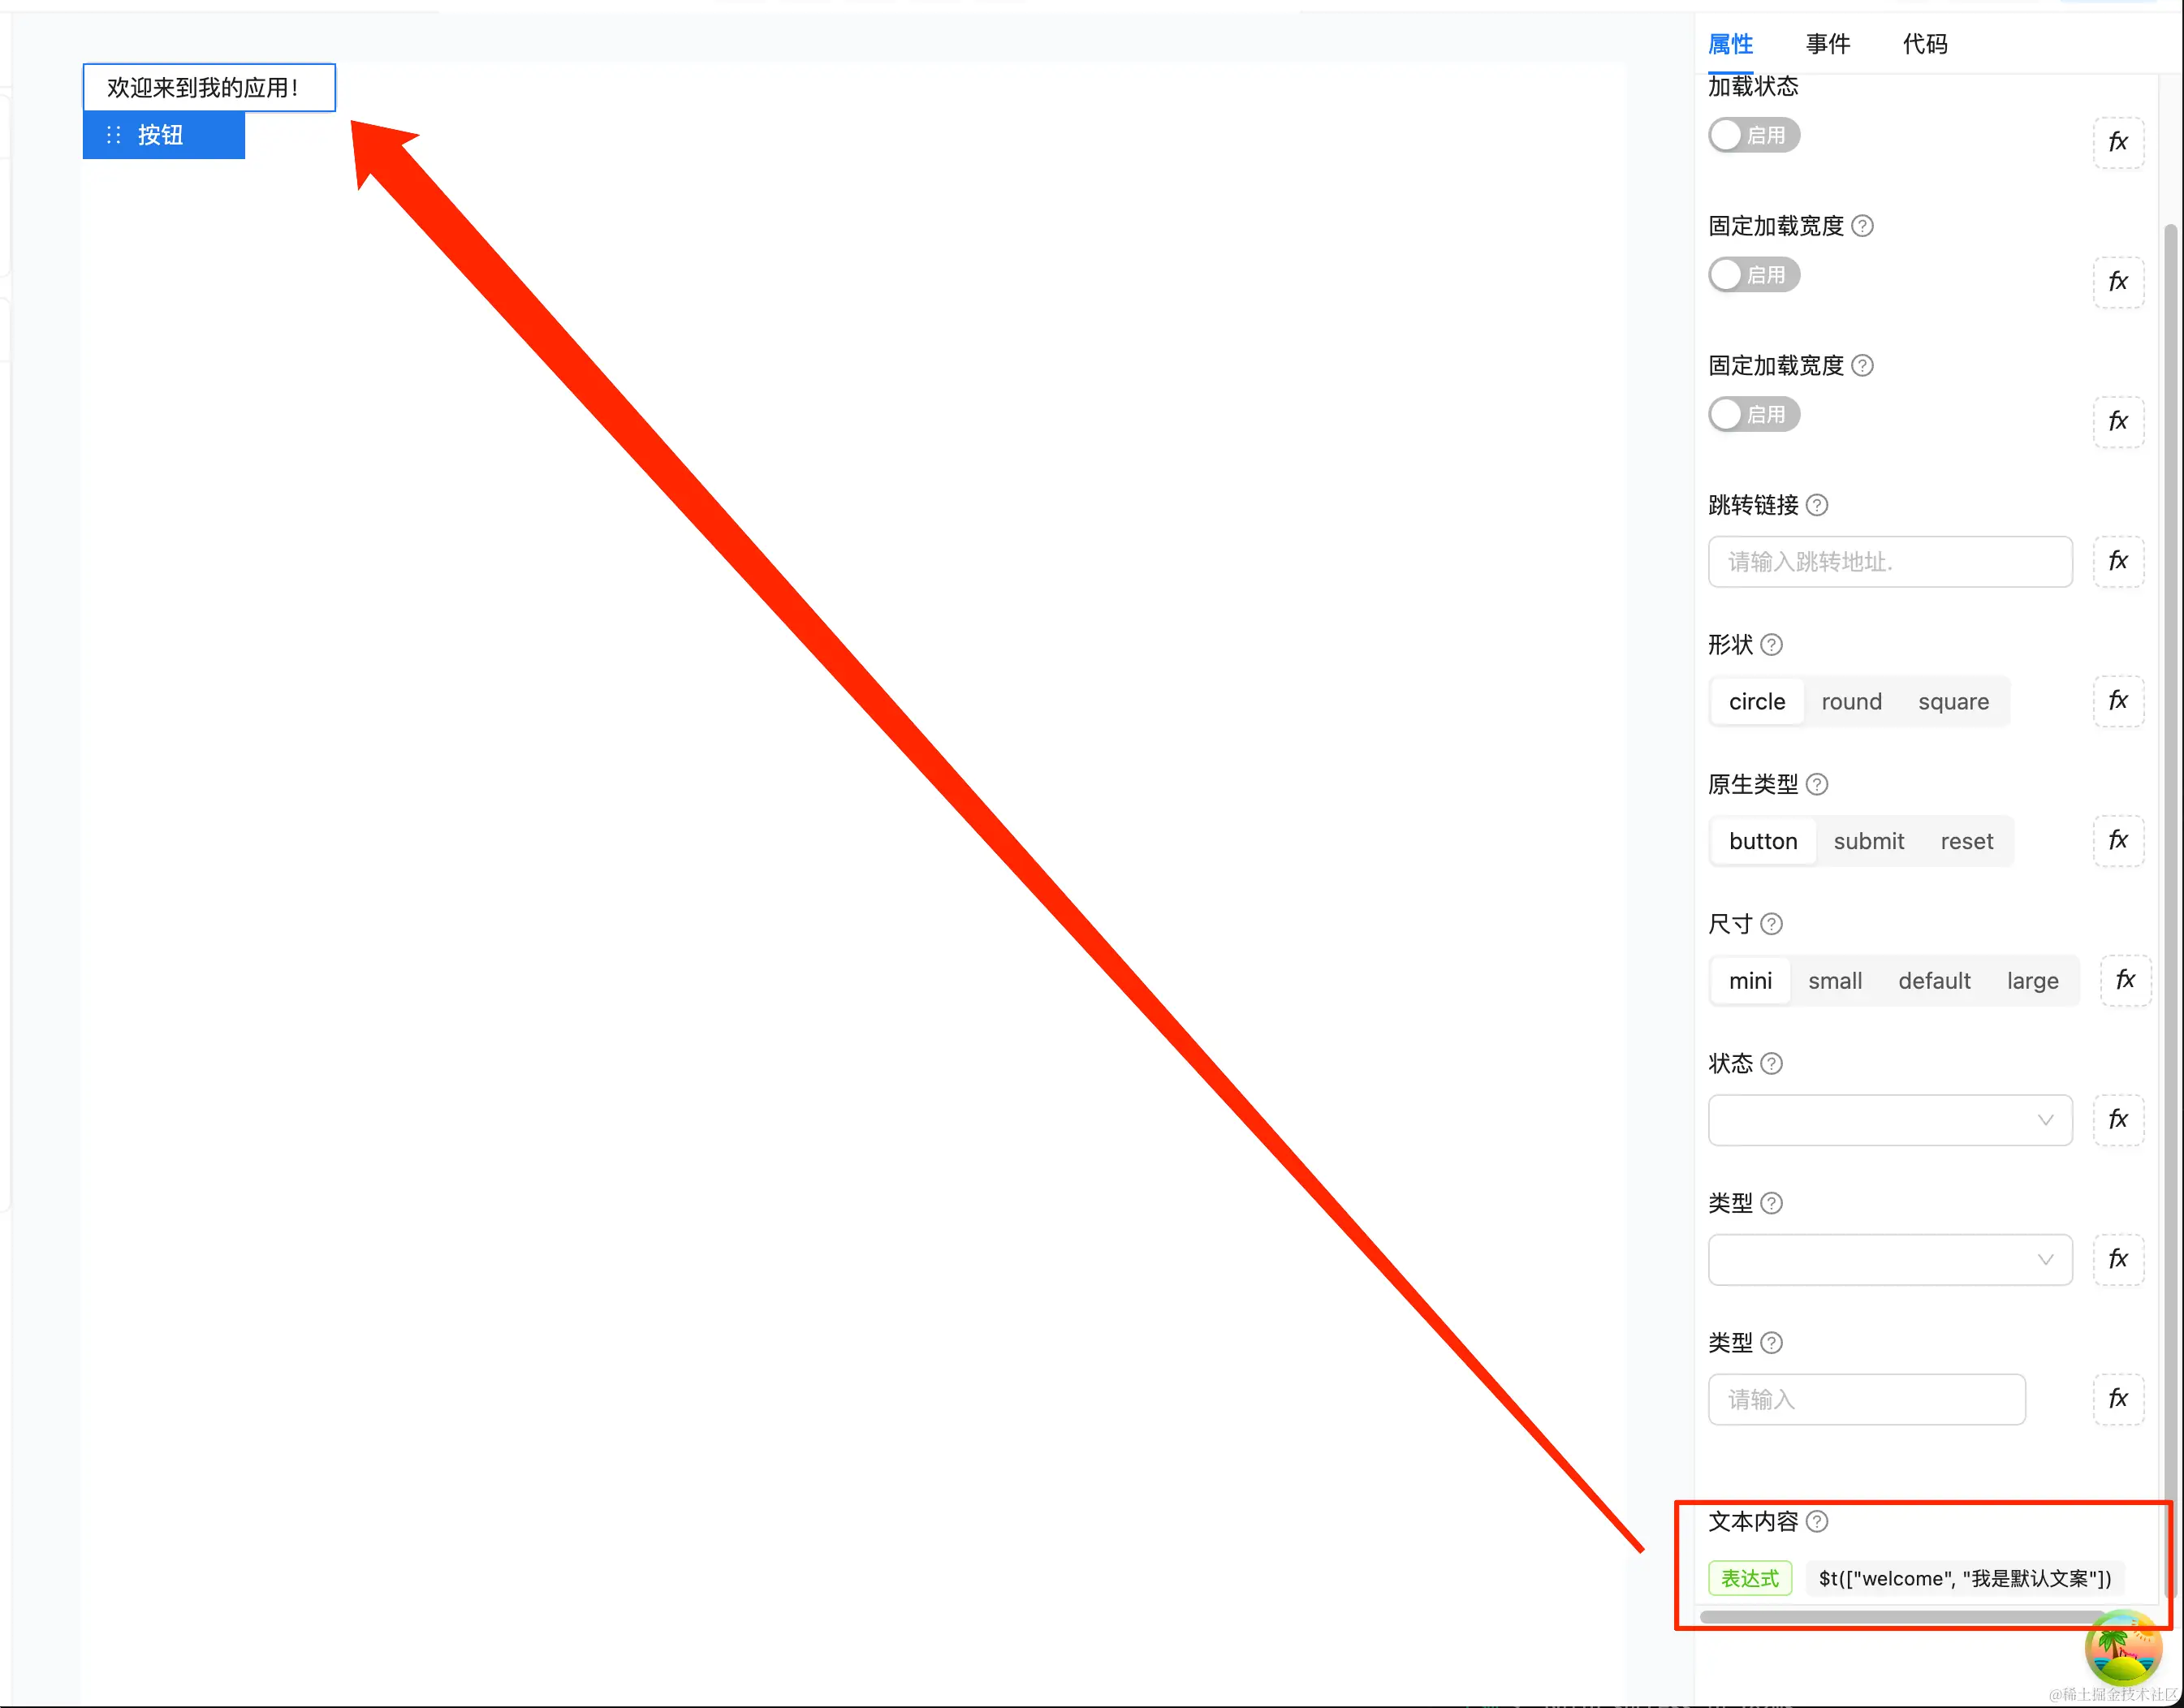 欢迎来到我的应用！
按钮
属性 事件 代码
加载状态
启用 fx
固定加载宽度 ?
启用 fx
固定加载宽度 ?
启用 fx
跳转链接 ?
请输入跳转地址. fx
形状 ?
circle round square fx
原生类型 ?
button submit reset fx
尺寸 ?
mini small default large fx
状态 ?
fx
类型 ?
fx
类型 ?
请输入 fx
文本内容 ?
表达式 $t(["welcome", "我是默认文案"])
@稀土掘金技术社区